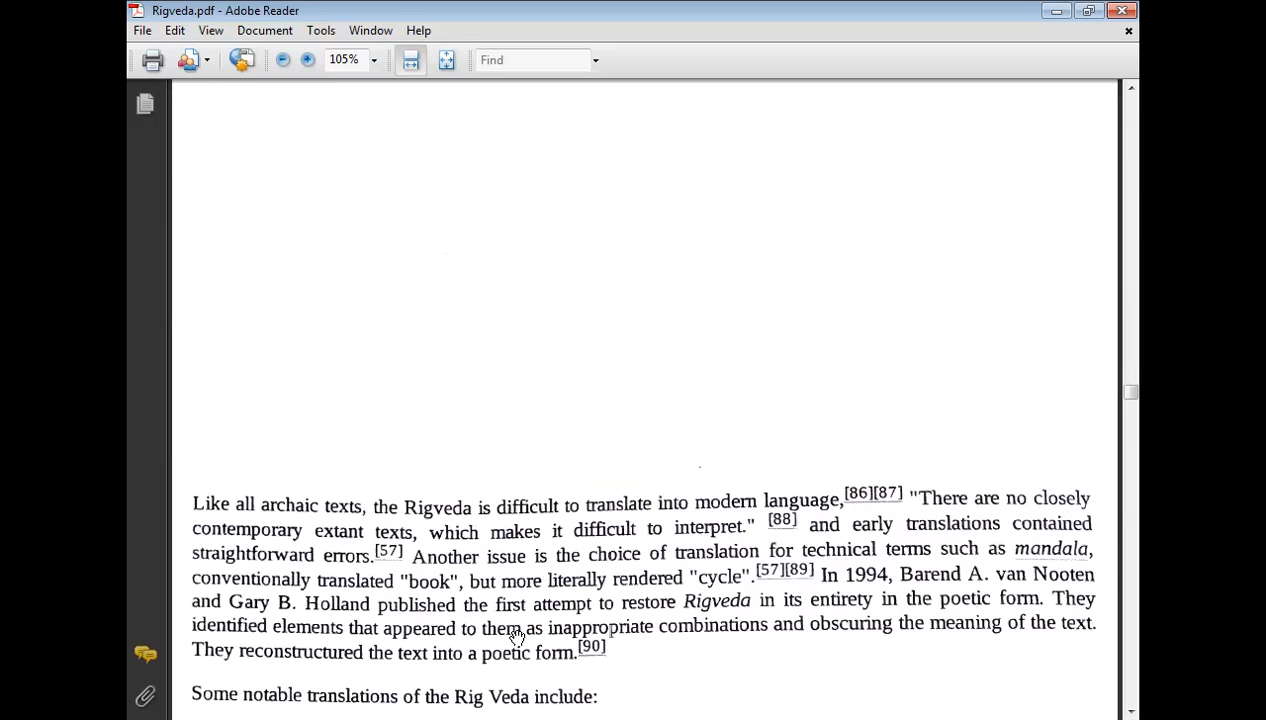 Rigveda.pdf - Adobe Reader
File Edit View Document Tools Window Help
105% Find
Like all archaic texts, the Rigveda is difficult to translate into modern language,[86][87] "There are no closely
contemporary extant texts, which makes it difficult to interpret." [88] and early translations contained
straightforward errors.[57] Another issue is the choice of translation for technical terms such as mandala,
conventionally translated "book", but more literally rendered "cycle".[57][89] In 1994, Barend A. van Nooten
and Gary B. Holland published the first attempt to restore Rigveda in its entirety in the poetic form. They
identified elements that appeared to them as inappropriate combinations and obscuring the meaning of the text.
They reconstructured the text into a poetic form.[90]
Some notable translations of the Rig Veda include: